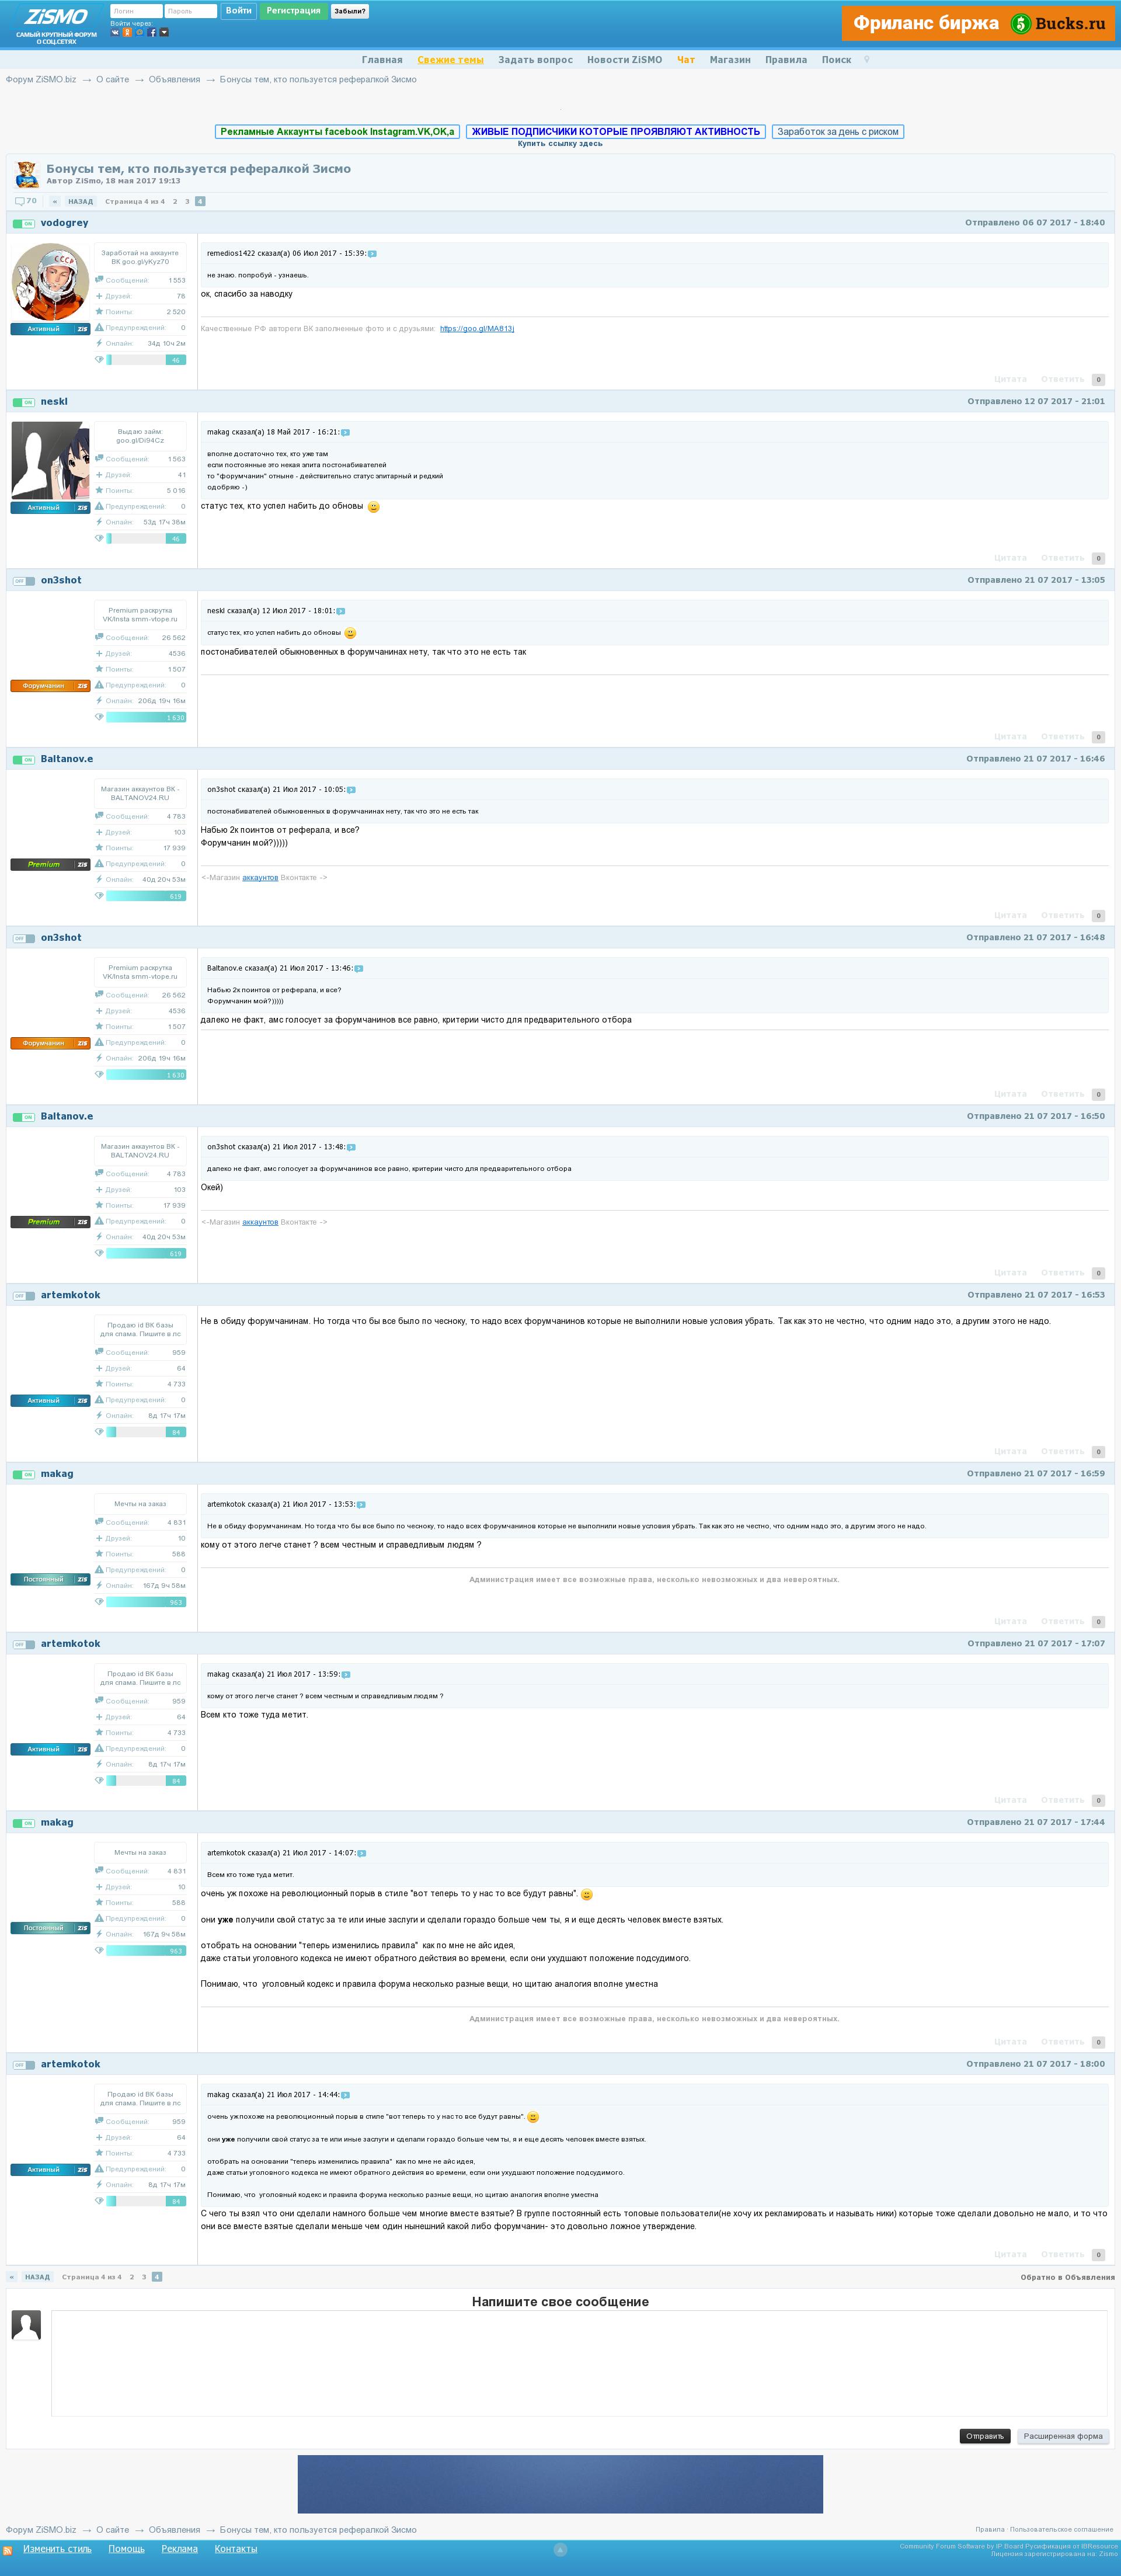 ZiSMO
САМЫЙ КРУПНЫЙ ФОРУМ
О СОЦ.СЕТЯХ
Логин
Пароль
Войти
Регистрация
Забыли?
Войти через:
Фриланс биржа
Bucks.ru
Главная
Свежие темы
Задать вопрос
Новости ZiSMO
Чат
Магазин
Правила
Поиск
Форум ZiSMO.biz → О сайте → Объявления → Бонусы тем, кто пользуется рефералкой Зисмо
Рекламные Аккаунты facebook Instagram.VK,OK,a
ЖИВЫЕ ПОДПИСЧИКИ КОТОРЫЕ ПРОЯВЛЯЮТ АКТИВНОСТЬ
Заработок за день с риском
Купить ссылку здесь
Бонусы тем, кто пользуется рефералкой Зисмо
Автор ZiSmo, 18 мая 2017 19:13
70
«
НАЗАД
Страница 4 из 4
2
3
4
ON
vodogrey
Отправлено 06 07 2017 - 18:40
Заработай на аккаунте
ВК goo.gl/yKyz70
Сообщений: 1 553
Друзей: 78
Поинты: 2 520
Предупреждений: 0
Онлайн: 34д 10ч 2м
46
Активный ZiS
remedios1422 сказал(а) 06 Июл 2017 - 15:39:
не знаю. попробуй - узнаешь.
ок, спасибо за наводку
Качественные РФ автореги ВК заполненные фото и с друзьями: https://goo.gl/MA813j
Цитата
Ответить
0
ON
neskl
Отправлено 12 07 2017 - 21:01
Выдаю займ:
goo.gl/Di94Cz
Сообщений: 1 563
Друзей: 41
Поинты: 5 016
Предупреждений: 0
Онлайн: 53д 17ч 38м
46
Активный ZiS
makag сказал(а) 18 Май 2017 - 16:21:
вполне достаточно тех, кто уже там
если постоянные это некая элита постонабивателей
то "форумчанин" отныне - действительно статус элитарный и редкий
одобряю -)
статус тех, кто успел набить до обновы
Цитата
Ответить
0
OFF
on3shot
Отправлено 21 07 2017 - 13:05
Premium раскрутка
VK/Insta smm-vtope.ru
Сообщений: 26 562
Друзей: 4536
Поинты: 1 507
Предупреждений: 0
Онлайн: 206д 19ч 16м
1 630
Форумчанин ZiS
neskl сказал(а) 12 Июл 2017 - 18:01:
статус тех, кто успел набить до обновы
постонабивателей обыкновенных в форумчанинах нету, так что это не есть так
Цитата
Ответить
0
ON
Baltanov.e
Отправлено 21 07 2017 - 16:46
Магазин аккаунтов ВК -
BALTANOV24.RU
Сообщений: 4 783
Друзей: 103
Поинты: 17 939
Предупреждений: 0
Онлайн: 40д 20ч 53м
619
Premium ZiS
on3shot сказал(а) 21 Июл 2017 - 10:05:
постонабивателей обыкновенных в форумчанинах нету, так что это не есть так
Набью 2к поинтов от реферала, и все?
Форумчанин мой?)))))
<-Магазин аккаунтов Вконтакте ->
Цитата
Ответить
0
OFF
on3shot
Отправлено 21 07 2017 - 16:48
Premium раскрутка
VK/Insta smm-vtope.ru
Сообщений: 26 562
Друзей: 4536
Поинты: 1 507
Предупреждений: 0
Онлайн: 206д 19ч 16м
1 630
Форумчанин ZiS
Baltanov.e сказал(а) 21 Июл 2017 - 13:46:
Набью 2к поинтов от реферала, и все?
Форумчанин мой?)))))
далеко не факт, амс голосует за форумчанинов все равно, критерии чисто для предварительного отбора
Цитата
Ответить
0
ON
Baltanov.e
Отправлено 21 07 2017 - 16:50
Магазин аккаунтов ВК -
BALTANOV24.RU
Сообщений: 4 783
Друзей: 103
Поинты: 17 939
Предупреждений: 0
Онлайн: 40д 20ч 53м
619
Premium ZiS
on3shot сказал(а) 21 Июл 2017 - 13:48:
далеко не факт, амс голосует за форумчанинов все равно, критерии чисто для предварительного отбора
Окей)
<-Магазин аккаунтов Вконтакте ->
Цитата
Ответить
0
OFF
artemkotok
Отправлено 21 07 2017 - 16:53
Продаю id ВК базы
для спама. Пишите в лс
Сообщений: 959
Друзей: 64
Поинты: 4 733
Предупреждений: 0
Онлайн: 8д 17ч 17м
84
Активный ZiS
Не в обиду форумчанинам. Но тогда что бы все было по чесноку, то надо всех форумчанинов которые не выполнили новые условия убрать. Так как это не честно, что одним надо это, а другим этого не надо.
Цитата
Ответить
0
ON
makag
Отправлено 21 07 2017 - 16:59
Мечты на заказ
Сообщений: 4 831
Друзей: 10
Поинты: 588
Предупреждений: 0
Онлайн: 167д 9ч 58м
963
Постоянный ZiS
artemkotok сказал(а) 21 Июл 2017 - 13:53:
Не в обиду форумчанинам. Но тогда что бы все было по чесноку, то надо всех форумчанинов которые не выполнили новые условия убрать. Так как это не честно, что одним надо это, а другим этого не надо.
кому от этого легче станет ? всем честным и справедливым людям ?
Администрация имеет все возможные права, несколько невозможных и два невероятных.
Цитата
Ответить
0
OFF
artemkotok
Отправлено 21 07 2017 - 17:07
Продаю id ВК базы
для спама. Пишите в лс
Сообщений: 959
Друзей: 64
Поинты: 4 733
Предупреждений: 0
Онлайн: 8д 17ч 17м
84
Активный ZiS
makag сказал(а) 21 Июл 2017 - 13:59:
кому от этого легче станет ? всем честным и справедливым людям ?
Всем кто тоже туда метит.
Цитата
Ответить
0
ON
makag
Отправлено 21 07 2017 - 17:44
Мечты на заказ
Сообщений: 4 831
Друзей: 10
Поинты: 588
Предупреждений: 0
Онлайн: 167д 9ч 58м
963
Постоянный ZiS
artemkotok сказал(а) 21 Июл 2017 - 14:07:
Всем кто тоже туда метит.
очень уж похоже на революционный порыв в стиле "вот теперь то у нас то все будут равны".
они уже получили свой статус за те или иные заслуги и сделали гораздо больше чем ты, я и еще десять человек вместе взятых.
отобрать на основании "теперь изменились правила" как по мне не айс идея,
даже статьи уголовного кодекса не имеют обратного действия во времени, если они ухудшают положение подсудимого.
Понимаю, что уголовный кодекс и правила форума несколько разные вещи, но щитаю аналогия вполне уместна
Администрация имеет все возможные права, несколько невозможных и два невероятных.
Цитата
Ответить
0
OFF
artemkotok
Отправлено 21 07 2017 - 18:00
Продаю id ВК базы
для спама. Пишите в лс
Сообщений: 959
Друзей: 64
Поинты: 4 733
Предупреждений: 0
Онлайн: 8д 17ч 17м
84
Активный ZiS
makag сказал(а) 21 Июл 2017 - 14:44:
очень уж похоже на революционный порыв в стиле "вот теперь то у нас то все будут равны".
они уже получили свой статус за те или иные заслуги и сделали гораздо больше чем ты, я и еще десять человек вместе взятых.
отобрать на основании "теперь изменились правила" как по мне не айс идея,
даже статьи уголовного кодекса не имеют обратного действия во времени, если они ухудшают положение подсудимого.
Понимаю, что уголовный кодекс и правила форума несколько разные вещи, но щитаю аналогия вполне уместна
С чего ты взял что они сделали намного больше чем многие вместе взятые? В группе постоянный есть топовые пользователи(не хочу их рекламировать и называть ники) которые тоже сделали довольно не мало, и то что
они все вместе взятые сделали меньше чем один нынешний какой либо форумчанин- это довольно ложное утверждение.
Цитата
Ответить
0
«
НАЗАД
Страница 4 из 4
2
3
4
Обратно в Объявления
Напишите свое сообщение
Отправить
Расширенная форма
Форум ZiSMO.biz → О сайте → Объявления → Бонусы тем, кто пользуется рефералкой Зисмо
Правила · Пользовательское соглашение
Изменить стиль
Помощь
Реклама
Контакты
Community Forum Software by IP.Board Русификация от IBResource
Лицензия зарегистрирована на: Zismo